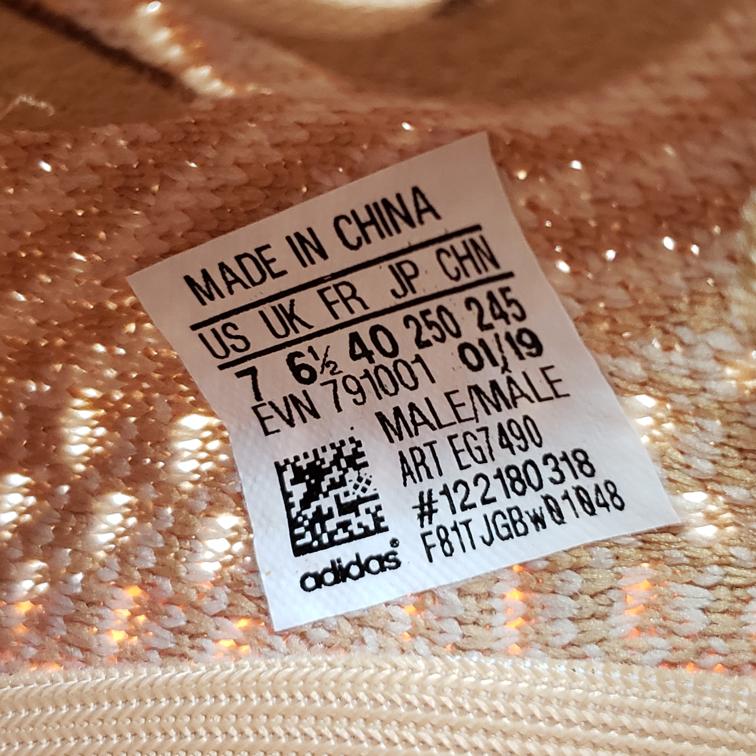 MADE IN CHINA
US UK FR JP CHN
7 6½ 40 250 245
EVN 791001 01/19
MALE/MÂLE
ART EG7490
#122180318
F81TJGBwQ1048
adidas®